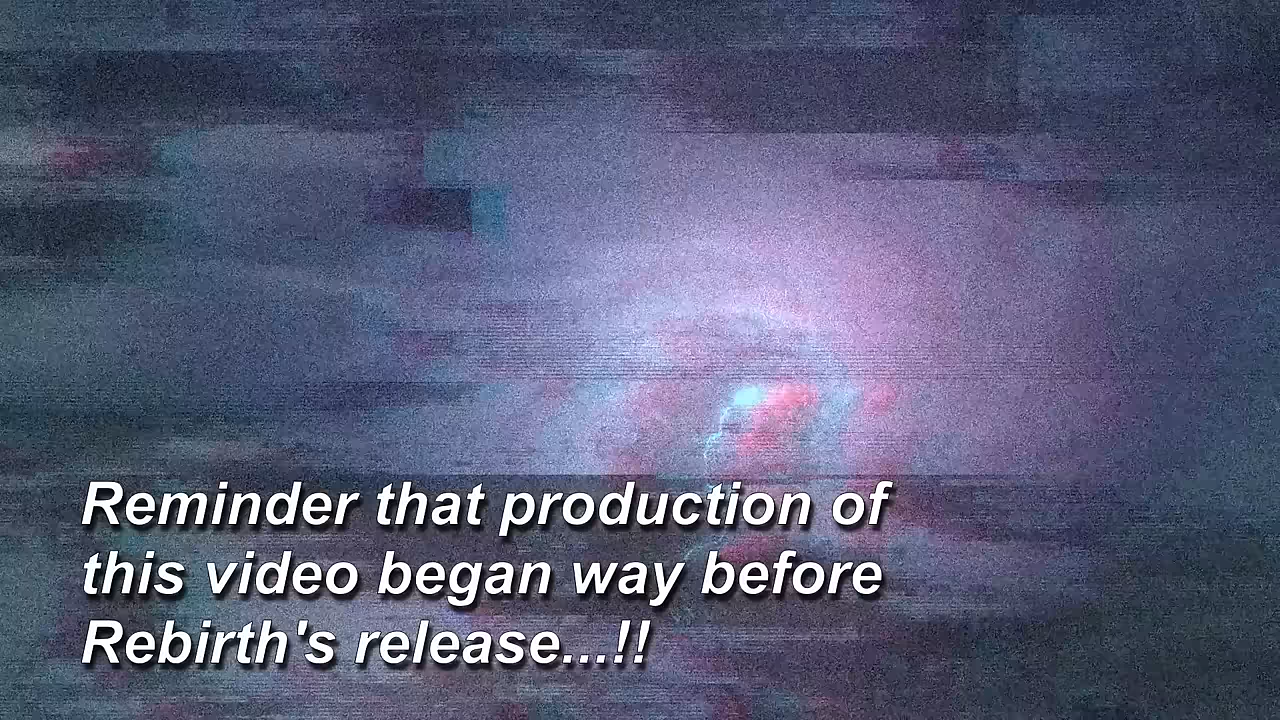 Reminder that production of
this video began way before
Rebirth's release...!!